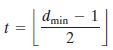 t = ⌊(d_min − 1)/2⌋